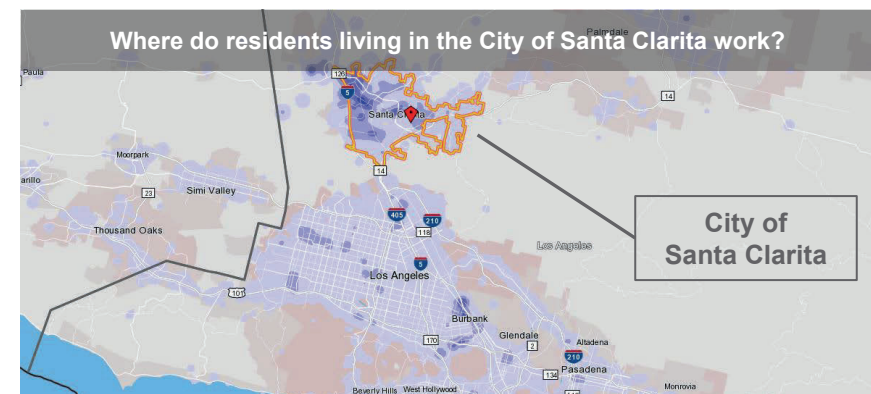 Where do residents living in the City of Santa Clarita work?
Palmdale
Paula
126
5
14
Santa Clarita
Moorpark
14
arillo
23
Simi Valley
405
210
Thousand Oaks
118
City of
Santa Clarita
Los Angeles
5
Los Angeles
101
Burbank
Glendale
170
2
Altadena
210
134
Pasadena
Beverly Hills
West Hollywood
Monrovia